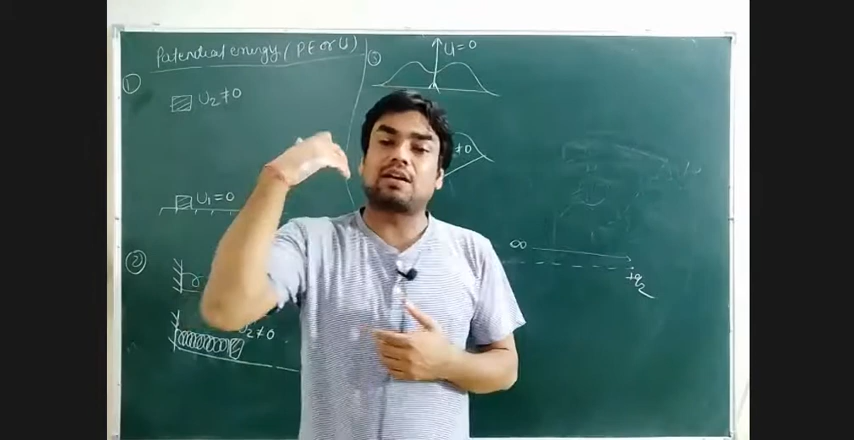 Potential energy (PE or U)
①
U₂≠0
U₁=0
②
U₂≠0
③
U=0
≠0
∞
+q₂